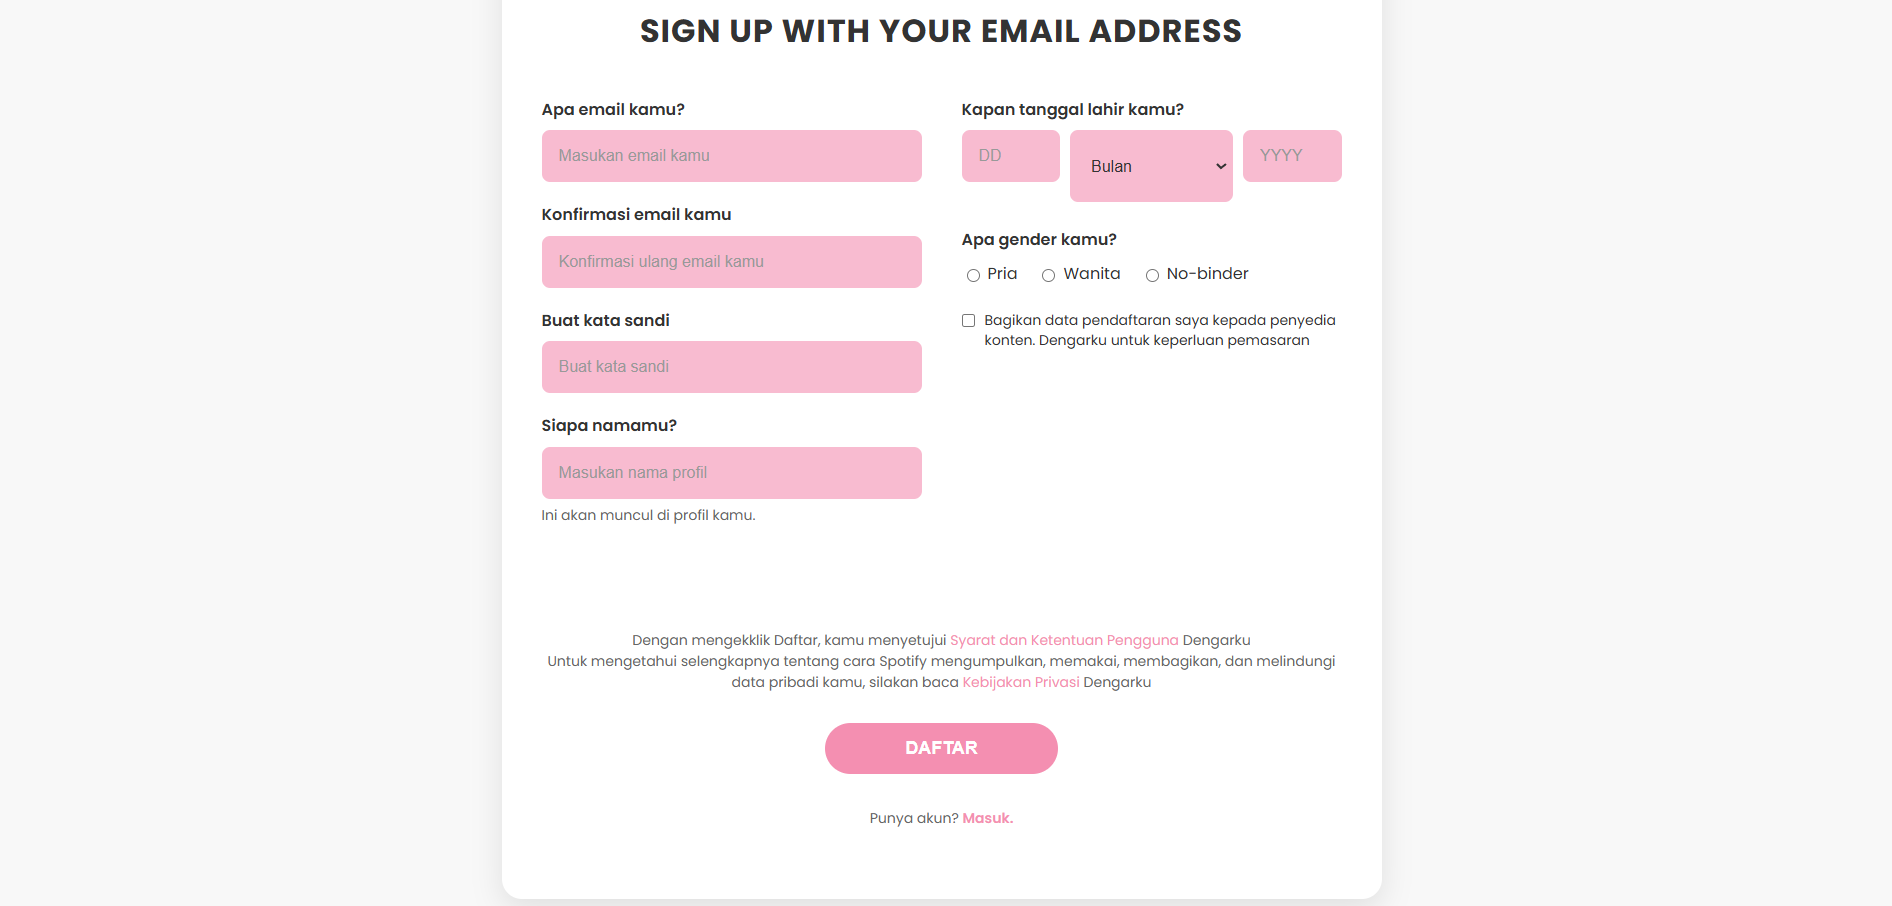 SIGN UP WITH YOUR EMAIL ADDRESS
Apa email kamu?
Masukan email kamu
Konfirmasi email kamu
Konfirmasi ulang email kamu
Buat kata sandi
Buat kata sandi
Siapa namamu?
Masukan nama profil
Ini akan muncul di profil kamu.
Kapan tanggal lahir kamu?
DD
Bulan
YYYY
Apa gender kamu?
Pria Wanita No-binder
Bagikan data pendaftaran saya kepada penyedia
konten. Dengarku untuk keperluan pemasaran
Dengan mengekklik Daftar, kamu menyetujui Syarat dan Ketentuan Pengguna Dengarku
Untuk mengetahui selengkapnya tentang cara Spotify mengumpulkan, memakai, membagikan, dan melindungi
data pribadi kamu, silakan baca Kebijakan Privasi Dengarku
DAFTAR
Punya akun? Masuk.